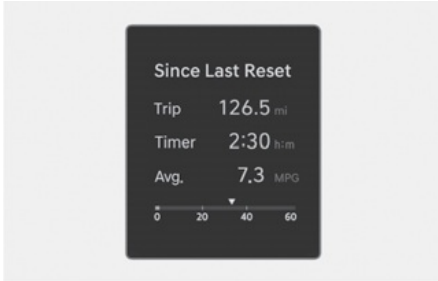 Since Last Reset
Trip 126.5 mi
Timer 2:30 h:m
Avg. 7.3 MPG
0 20 40 60